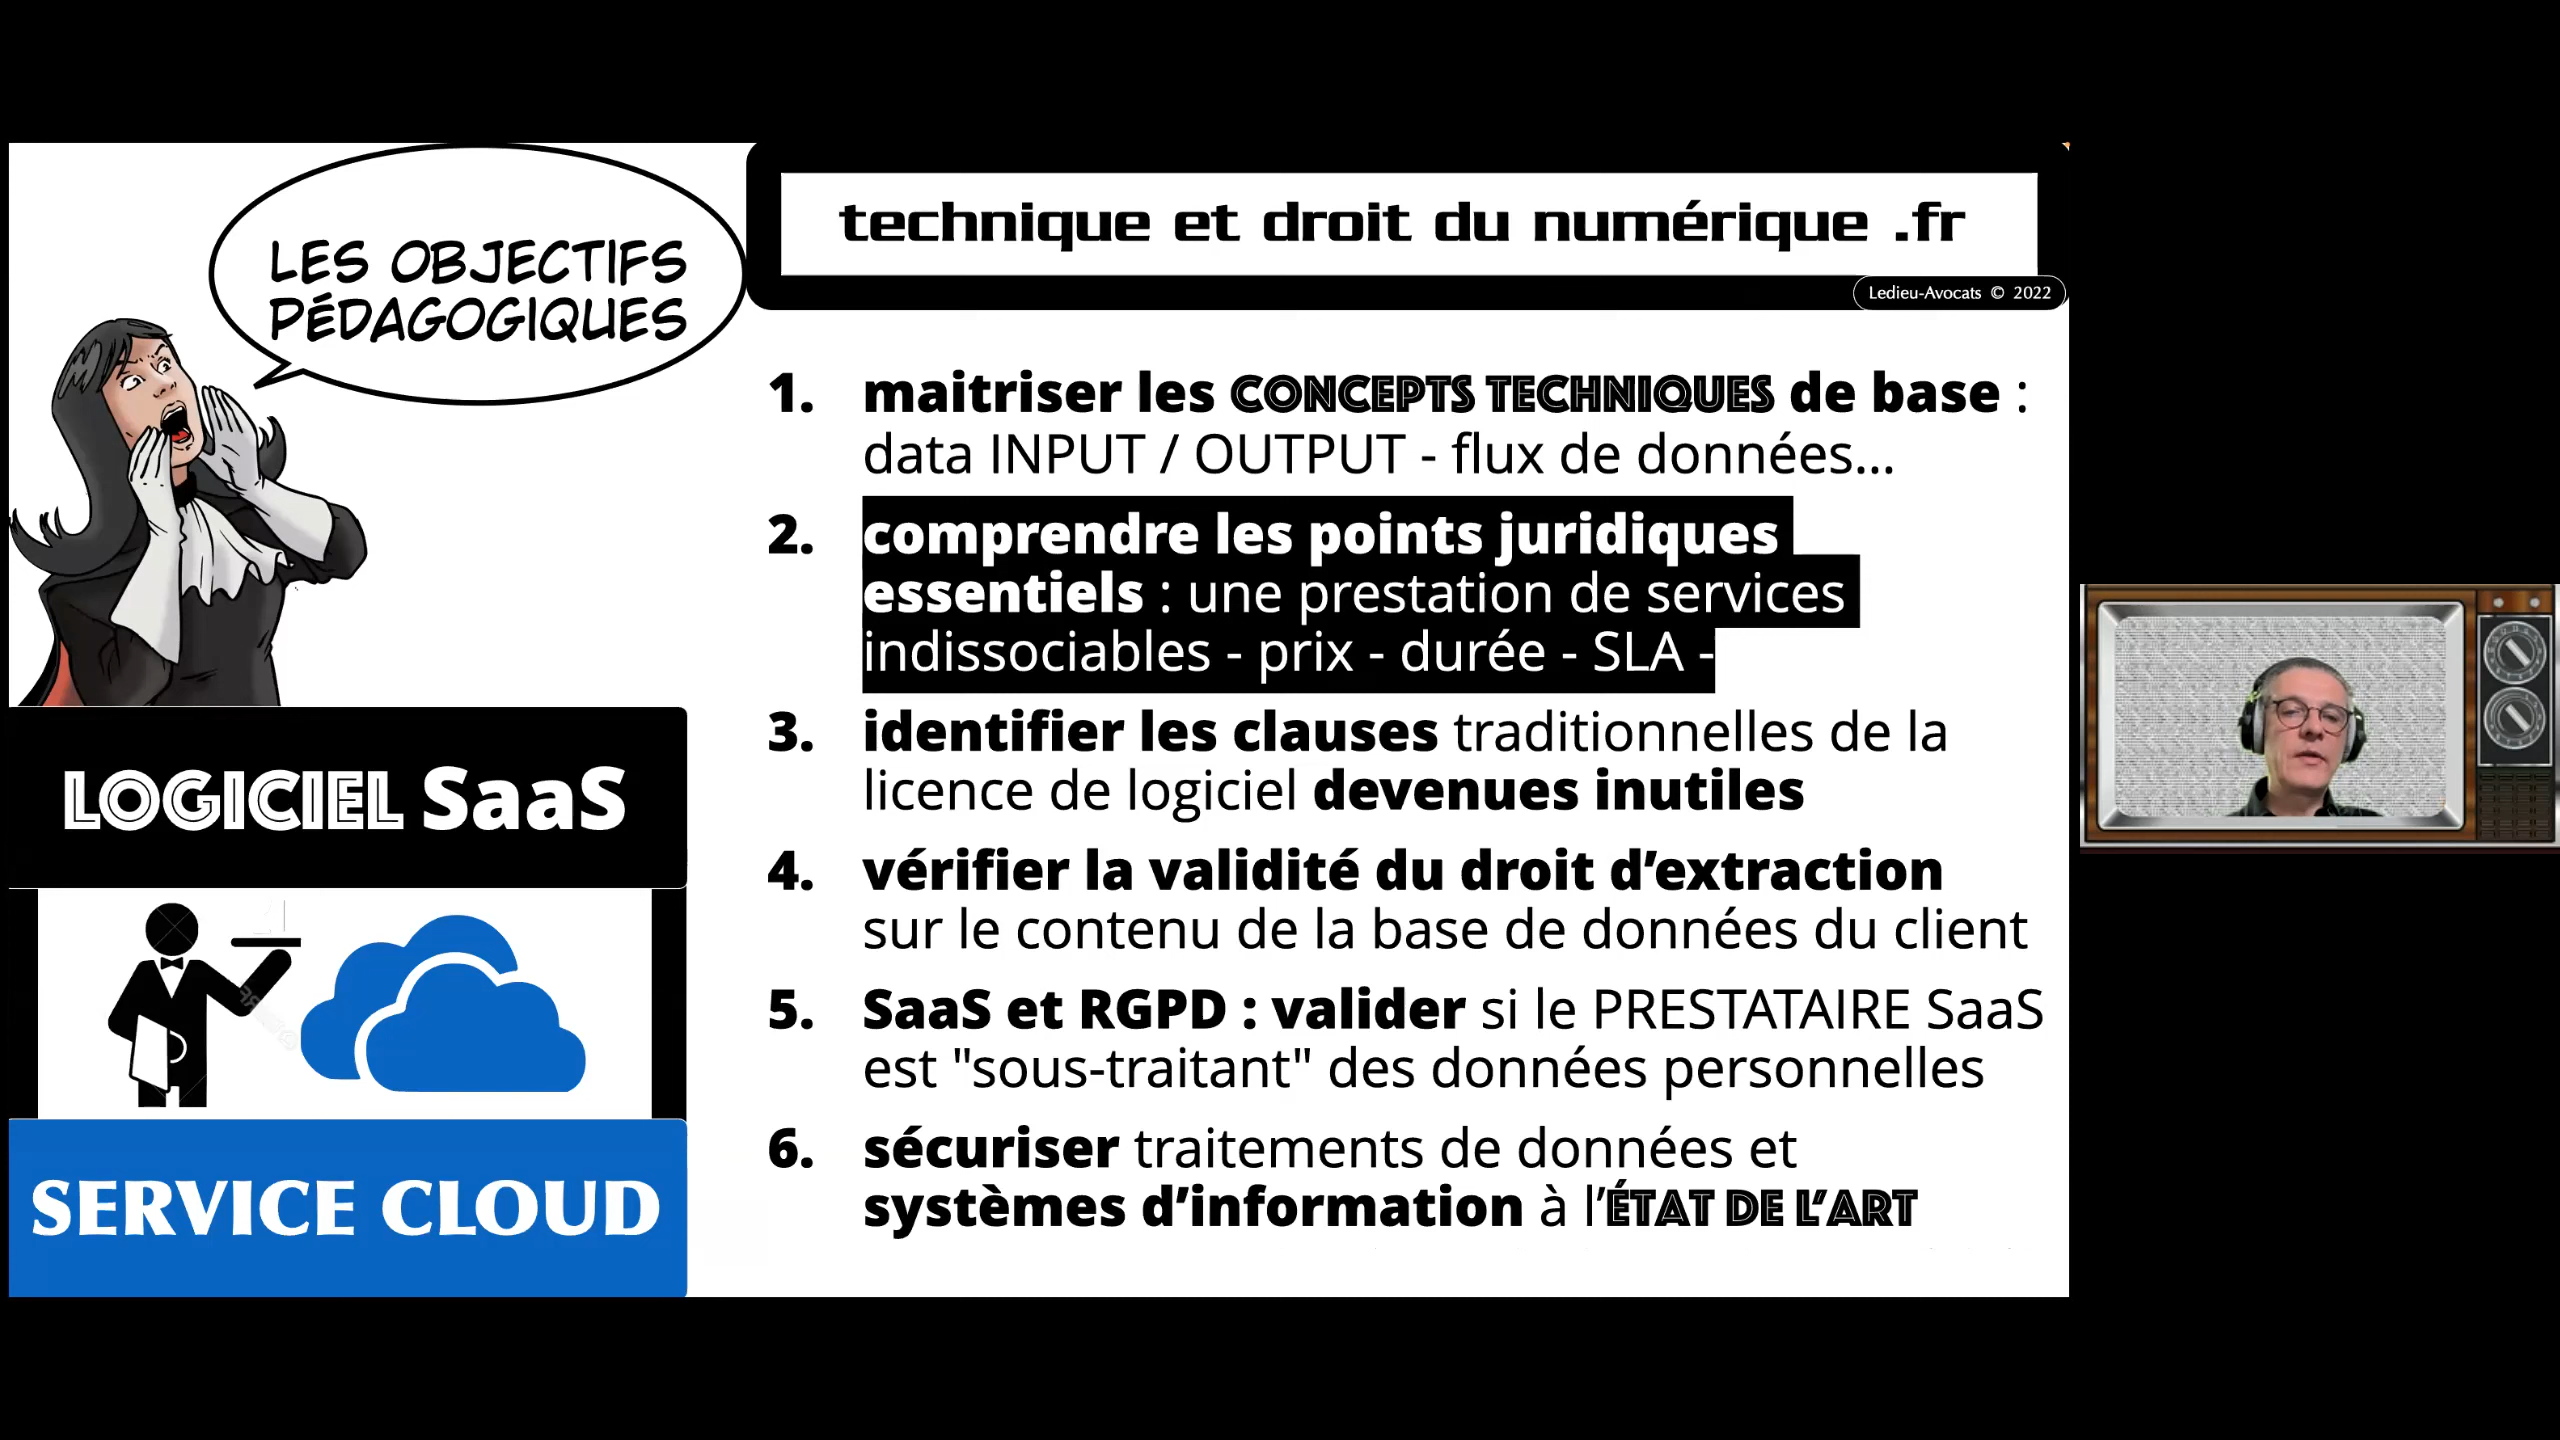 LES OBJECTIFS
PÉDAGOGIQUES
technique et droit du numérique .fr
Ledieu-Avocats © 2022
1. maitriser les CONCEPTS TECHNIQUES de base :
data INPUT / OUTPUT - flux de données...
2. comprendre les points juridiques
essentiels : une prestation de services
indissociables - prix - durée - SLA -
3. identifier les clauses traditionnelles de la
licence de logiciel devenues inutiles
4. vérifier la validité du droit d'extraction
sur le contenu de la base de données du client
5. SaaS et RGPD : valider si le PRESTATAIRE SaaS
est "sous-traitant" des données personnelles
6. sécuriser traitements de données et
systèmes d'information à l'ÉTAT DE L'ART
LOGICIEL SaaS
SERVICE CLOUD